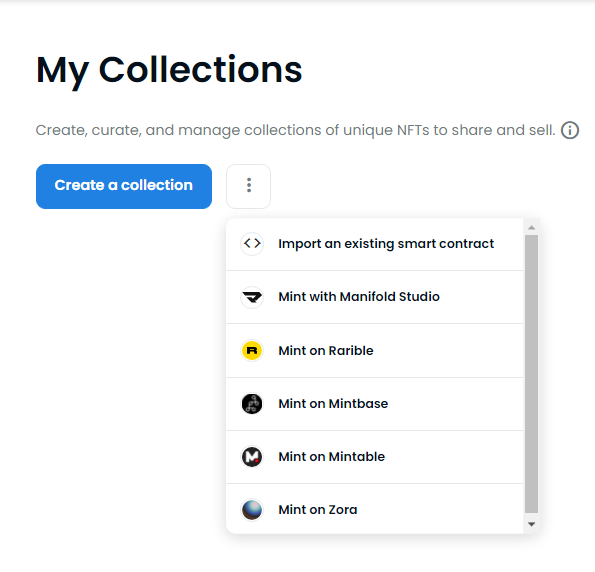 My Collections
Create, curate, and manage collections of unique NFTs to share and sell.
Create a collection
Import an existing smart contract
Mint with Manifold Studio
Mint on Rarible
Mint on Mintbase
Mint on Mintable
Mint on Zora